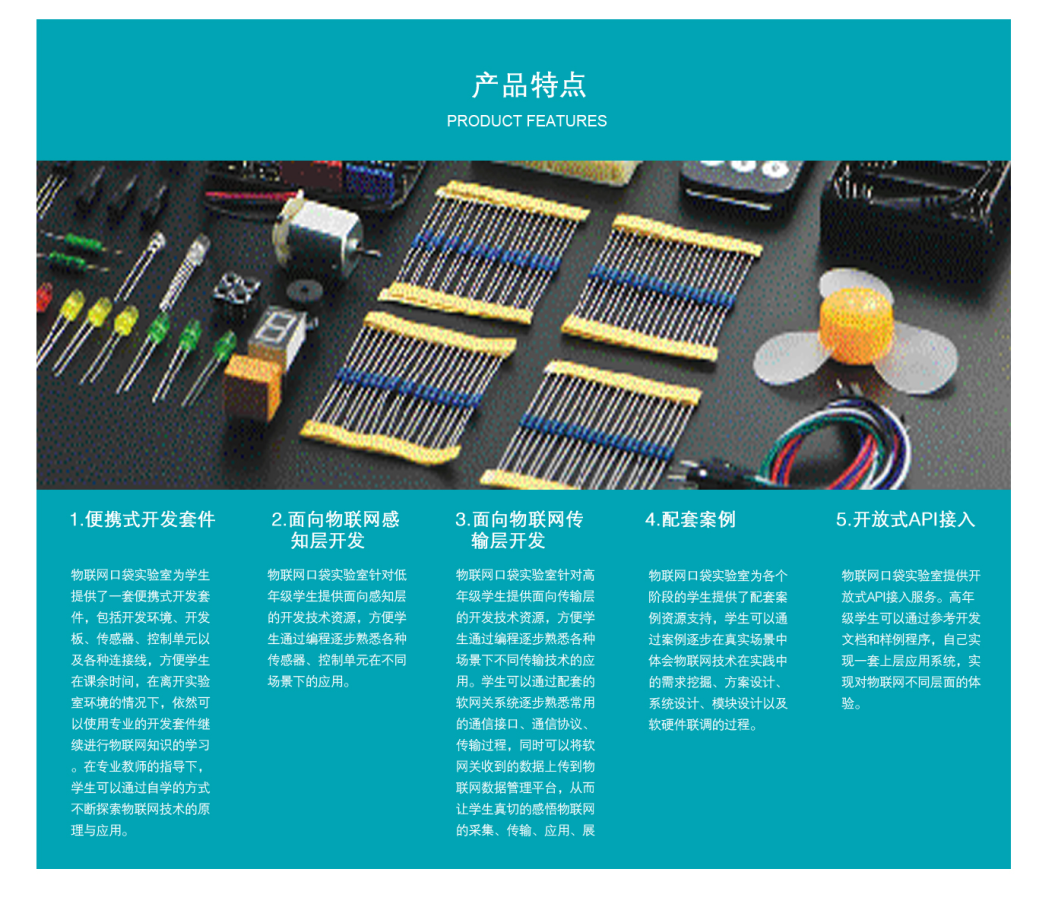 产品特点
PRODUCT FEATURES
1.便携式开发套件
物联网口袋实验室为学生
提供了一套便携式开发套
件，包括开发环境、开发
板、传感器、控制单元以
及各种连接线，方便学生
在课余时间，在离开实验
室环境的情况下，依然可
以使用专业的开发套件继
续进行物联网知识的学习
。在专业教师的指导下，
学生可以通过自学的方式
不断探索物联网技术的原
理与应用。
2.面向物联网感
知层开发
物联网口袋实验室针对低
年级学生提供面向感知层
的开发技术资源，方便学
生通过编程逐步熟悉各种
传感器、控制单元在不同
场景下的应用。
3.面向物联网传
输层开发
物联网口袋实验室针对高
年级学生提供面向传输层
的开发技术资源，方便学
生通过编程逐步熟悉各种
场景下不同传输技术的应
用。学生可以通过配套的
软网关系统逐步熟悉常用
的通信接口、通信协议、
传输过程，同时可以将软
网关收到的数据上传到物
联网数据管理平台，从而
让学生真切的感悟物联网
的采集、传输、应用、展
4.配套案例
物联网口袋实验室为各个
阶段的学生提供了配套案
例资源支持，学生可以通
过案例逐步在真实场景中
体会物联网技术在实践中
的需求挖掘、方案设计、
系统设计、模块设计以及
软硬件联调的过程。
5.开放式API接入
物联网口袋实验室提供开
放式API接入服务。高年
级学生可以通过参考开发
文档和样例程序，自己实
现一套上层应用系统，实
现对物联网不同层面的体
验。